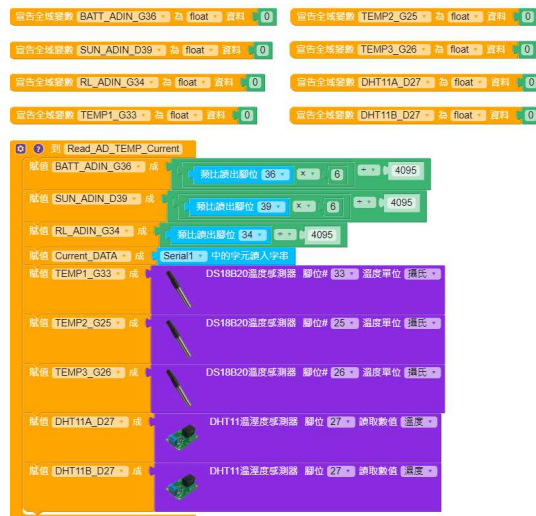 宣告全域變數 BATT_ADIN_G36 為 float 資料 0
宣告全域變數 TEMP2_G25 為 float 資料 0
宣告全域變數 SUN_ADIN_D39 為 float 資料 0
宣告全域變數 TEMP3_G26 為 float 資料 0
宣告全域變數 RL_ADIN_G34 為 float 資料 0
宣告全域變數 DHT11A_D27 為 float 資料 0
宣告全域變數 TEMP1_G33 為 float 資料 0
宣告全域變數 DHT11B_D27 為 float 資料 0
到 Read_AD_TEMP_Current
賦值 BATT_ADIN_G36 成 類比讀出腳位 36 × 6 ÷ 4095
賦值 SUN_ADIN_D39 成 類比讀出腳位 39 × 6 ÷ 4095
賦值 RL_ADIN_G34 成 類比讀出腳位 34 ÷ 4095
賦值 Current_DATA 成 Serial1 中的字元讀入字串
賦值 TEMP1_G33 成 DS18B20溫度感測器 腳位# 33 溫度單位 攝氏
賦值 TEMP2_G25 成 DS18B20溫度感測器 腳位# 25 溫度單位 攝氏
賦值 TEMP3_G26 成 DS18B20溫度感測器 腳位# 26 溫度單位 攝氏
賦值 DHT11A_D27 成 DHT11溫溼度感測器 腳位 27 讀取數值 溫度
賦值 DHT11B_D27 成 DHT11溫溼度感測器 腳位 27 讀取數值 濕度